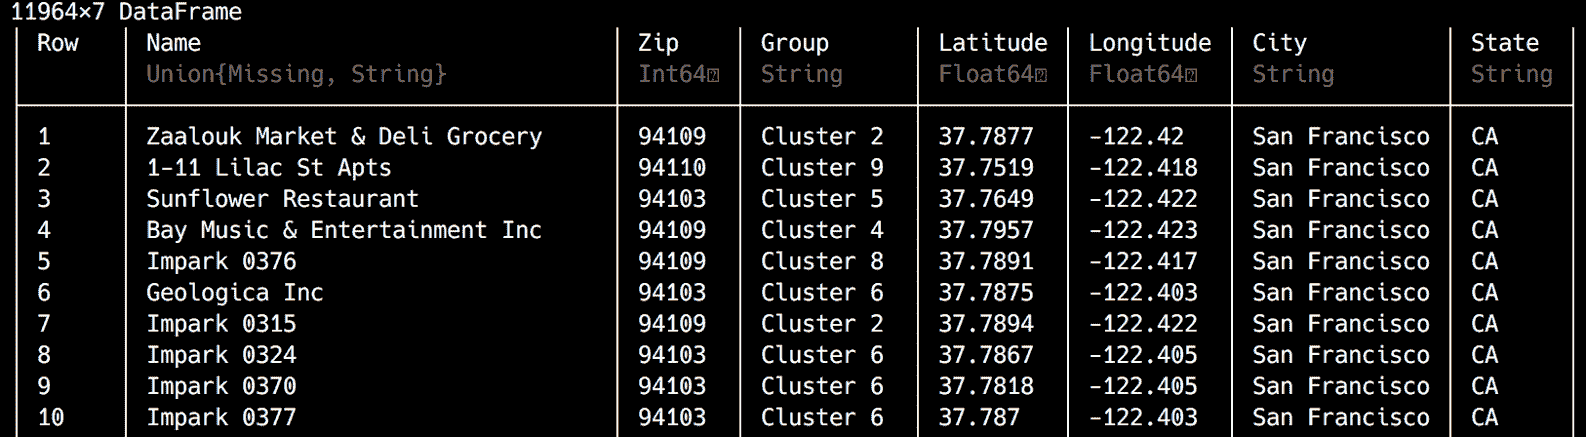 11964×7 DataFrame
Row Name Zip Group Latitude Longitude City State
Union{Missing, String} Int64⍰ String Float64⍰ Float64⍰ String String
1 Zaalouk Market & Deli Grocery 94109 Cluster 2 37.7877 -122.42 San Francisco CA
2 1-11 Lilac St Apts 94110 Cluster 9 37.7519 -122.418 San Francisco CA
3 Sunflower Restaurant 94103 Cluster 5 37.7649 -122.422 San Francisco CA
4 Bay Music & Entertainment Inc 94109 Cluster 4 37.7957 -122.423 San Francisco CA
5 Impark 0376 94109 Cluster 8 37.7891 -122.417 San Francisco CA
6 Geologica Inc 94103 Cluster 6 37.7875 -122.403 San Francisco CA
7 Impark 0315 94109 Cluster 2 37.7894 -122.422 San Francisco CA
8 Impark 0324 94103 Cluster 6 37.7867 -122.405 San Francisco CA
9 Impark 0370 94103 Cluster 6 37.7818 -122.405 San Francisco CA
10 Impark 0377 94103 Cluster 6 37.787 -122.403 San Francisco CA